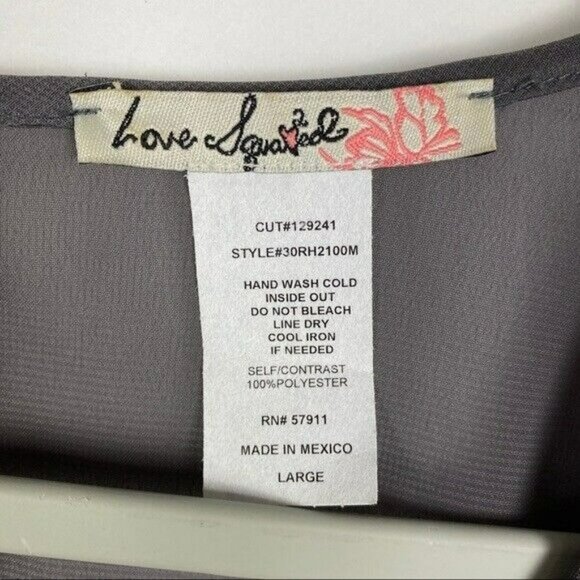 Love Squared 2
CUT#129241
STYLE#30RH2100M
HAND WASH COLD
INSIDE OUT
DO NOT BLEACH
LINE DRY
COOL IRON
IF NEEDED
SELF/CONTRAST
100%POLYESTER
RN# 57911
MADE IN MEXICO
LARGE